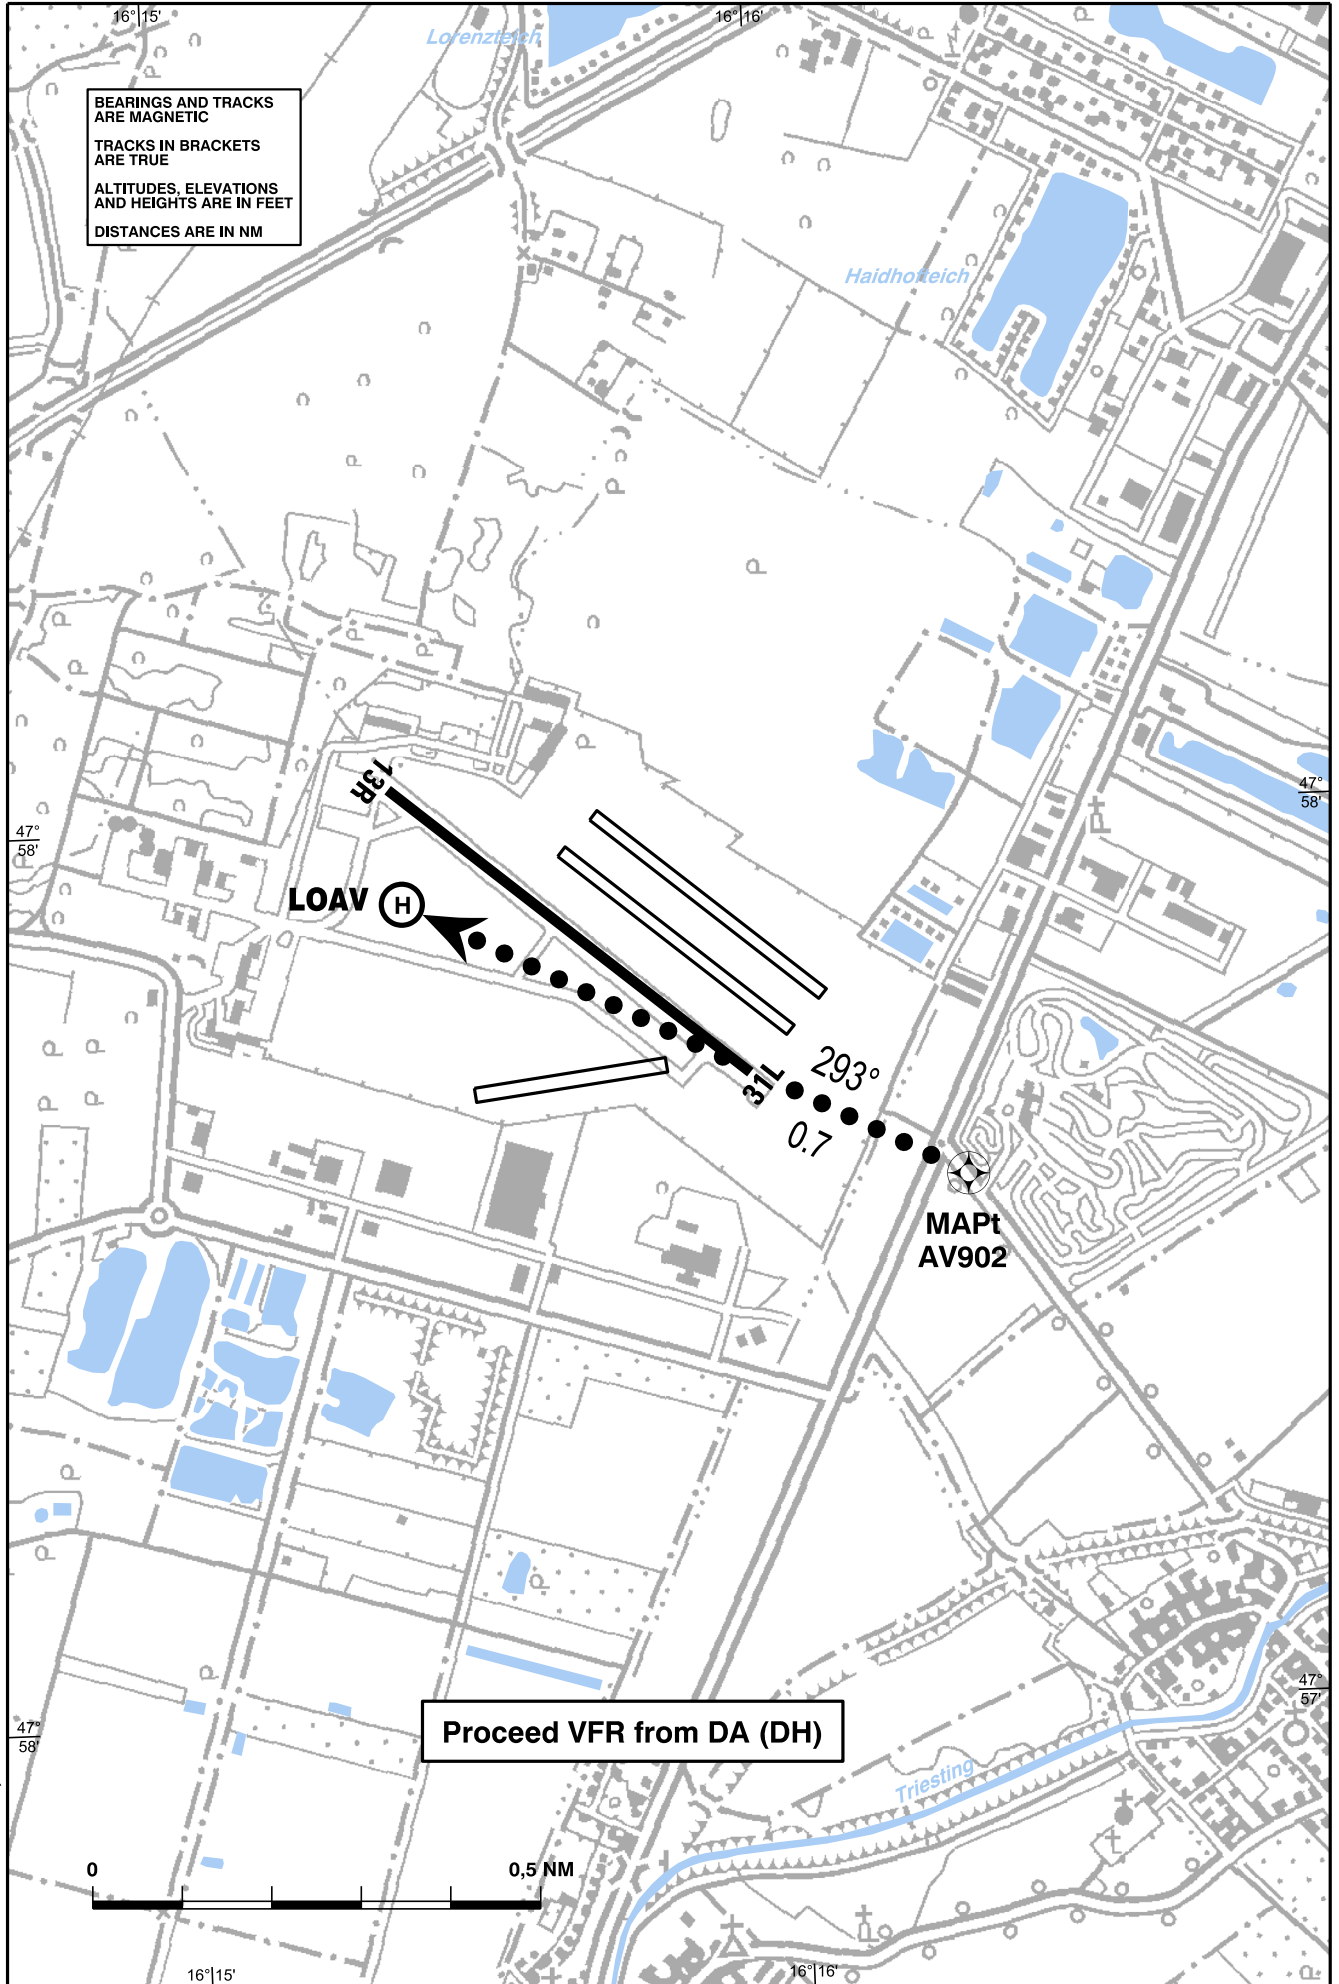 16° 15'
16° 16'
Lorenzteich
BEARINGS AND TRACKS
ARE MAGNETIC
TRACKS IN BRACKETS
ARE TRUE
ALTITUDES, ELEVATIONS
AND HEIGHTS ARE IN FEET
DISTANCES ARE IN NM
Haidhofteich
13R
47°
58'
47°
58'
LOAV
H
293°
31L
0.7
MAPt
AV902
47°
57'
Proceed VFR from DA (DH)
47°
58'
Triesting
0
0,5 NM
16° 15'
16° 16'